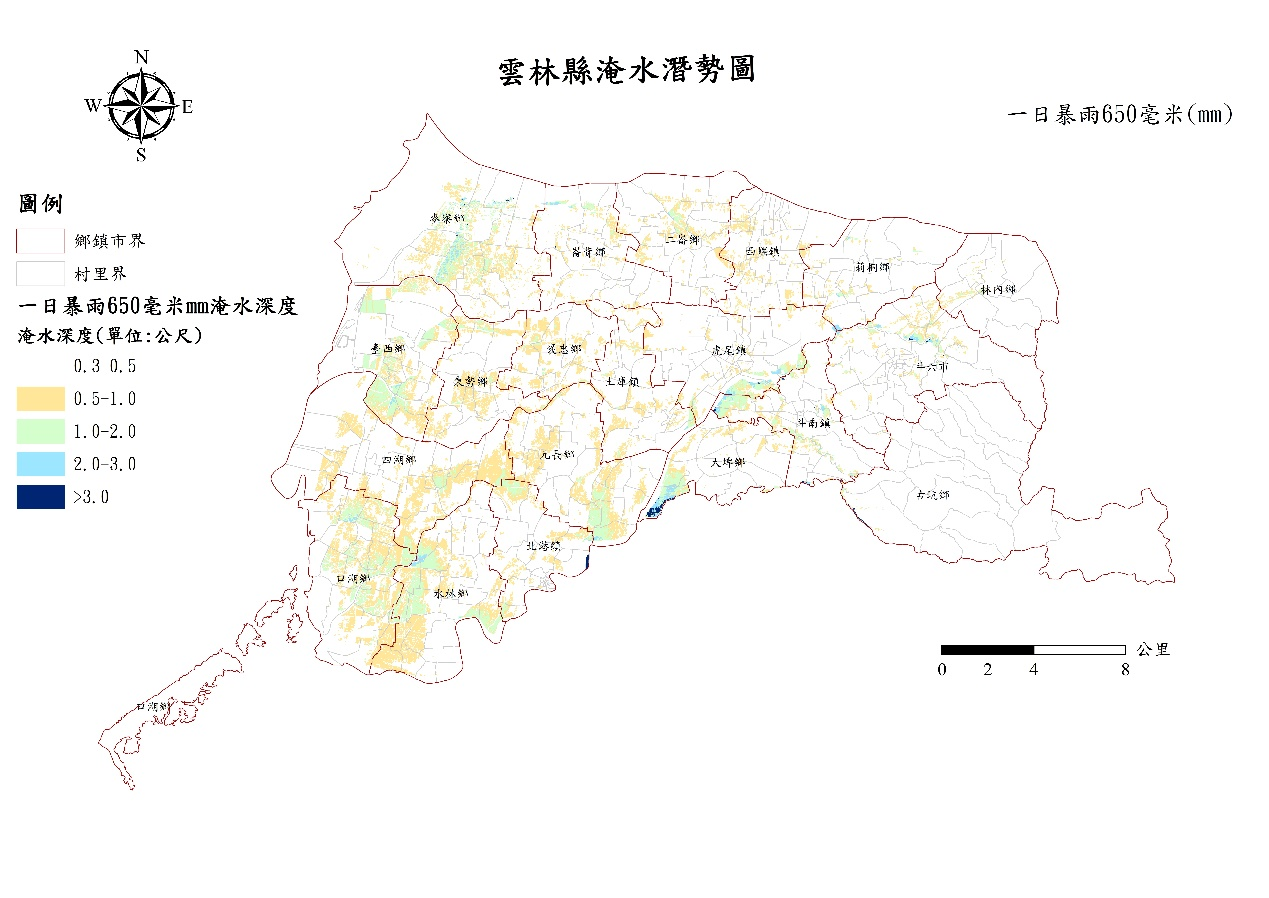 雲林縣淹水潛勢圖
一日暴雨650毫米(mm)
N
W
E
S
圖例
鄉鎮市界
村里界
一日暴雨650毫米mm淹水深度
淹水深度(單位:公尺)
0.3 0.5
0.5-1.0
1.0-2.0
2.0-3.0
>3.0
麥寮鄉
崙背鄉
二崙鄉
西螺鎮
莿桐鄉
林內鄉
臺西鄉
東勢鄉
褒忠鄉
土庫鎮
虎尾鎮
斗六市
斗南鎮
四湖鄉
元長鄉
大埤鄉
古坑鄉
北港鎮
口湖鄉
水林鄉
口湖鄉
公里
0 2 4 8